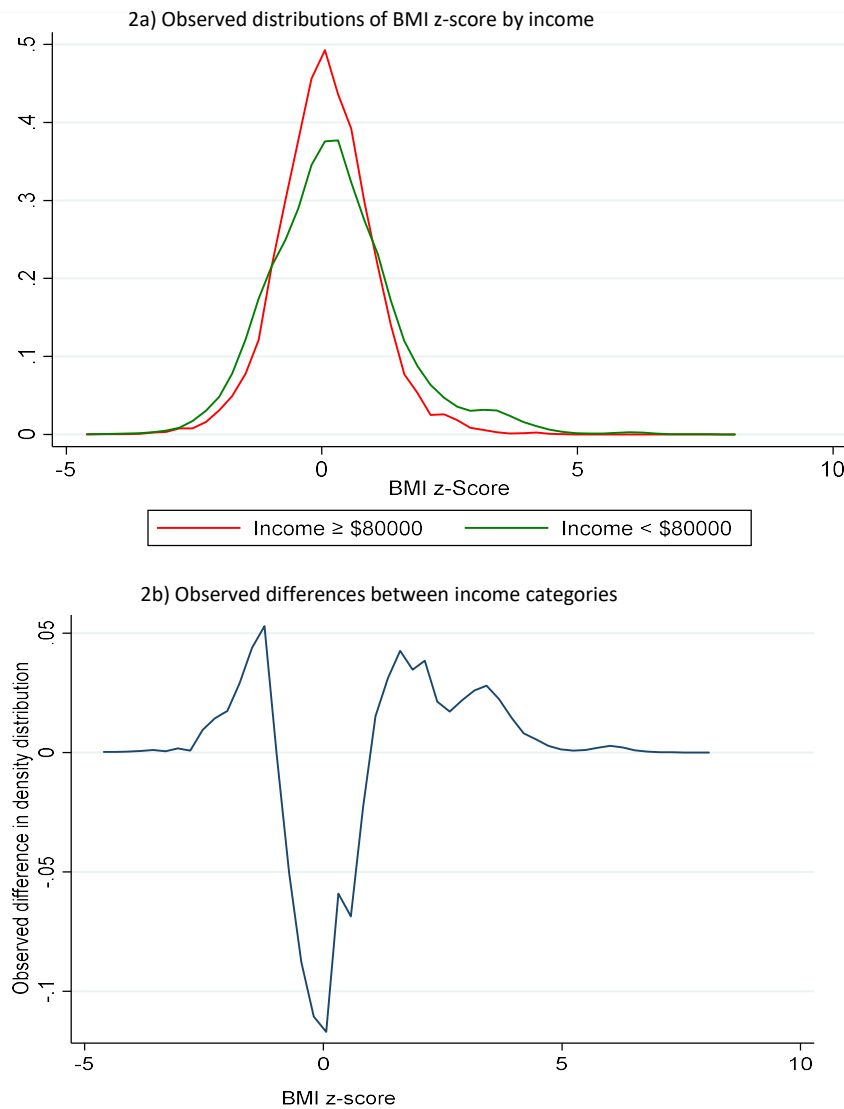 2a) Observed distributions of BMI z-score by income
.5
.4
.3
.2
.1
0
-5 0 5 10
BMI z-Score
Income ≥ $80000 Income < $80000
2b) Observed differences between income categories
Observed difference in density distribution
.05
0
-.05
-.1
-5 0 5 10
BMI z-score